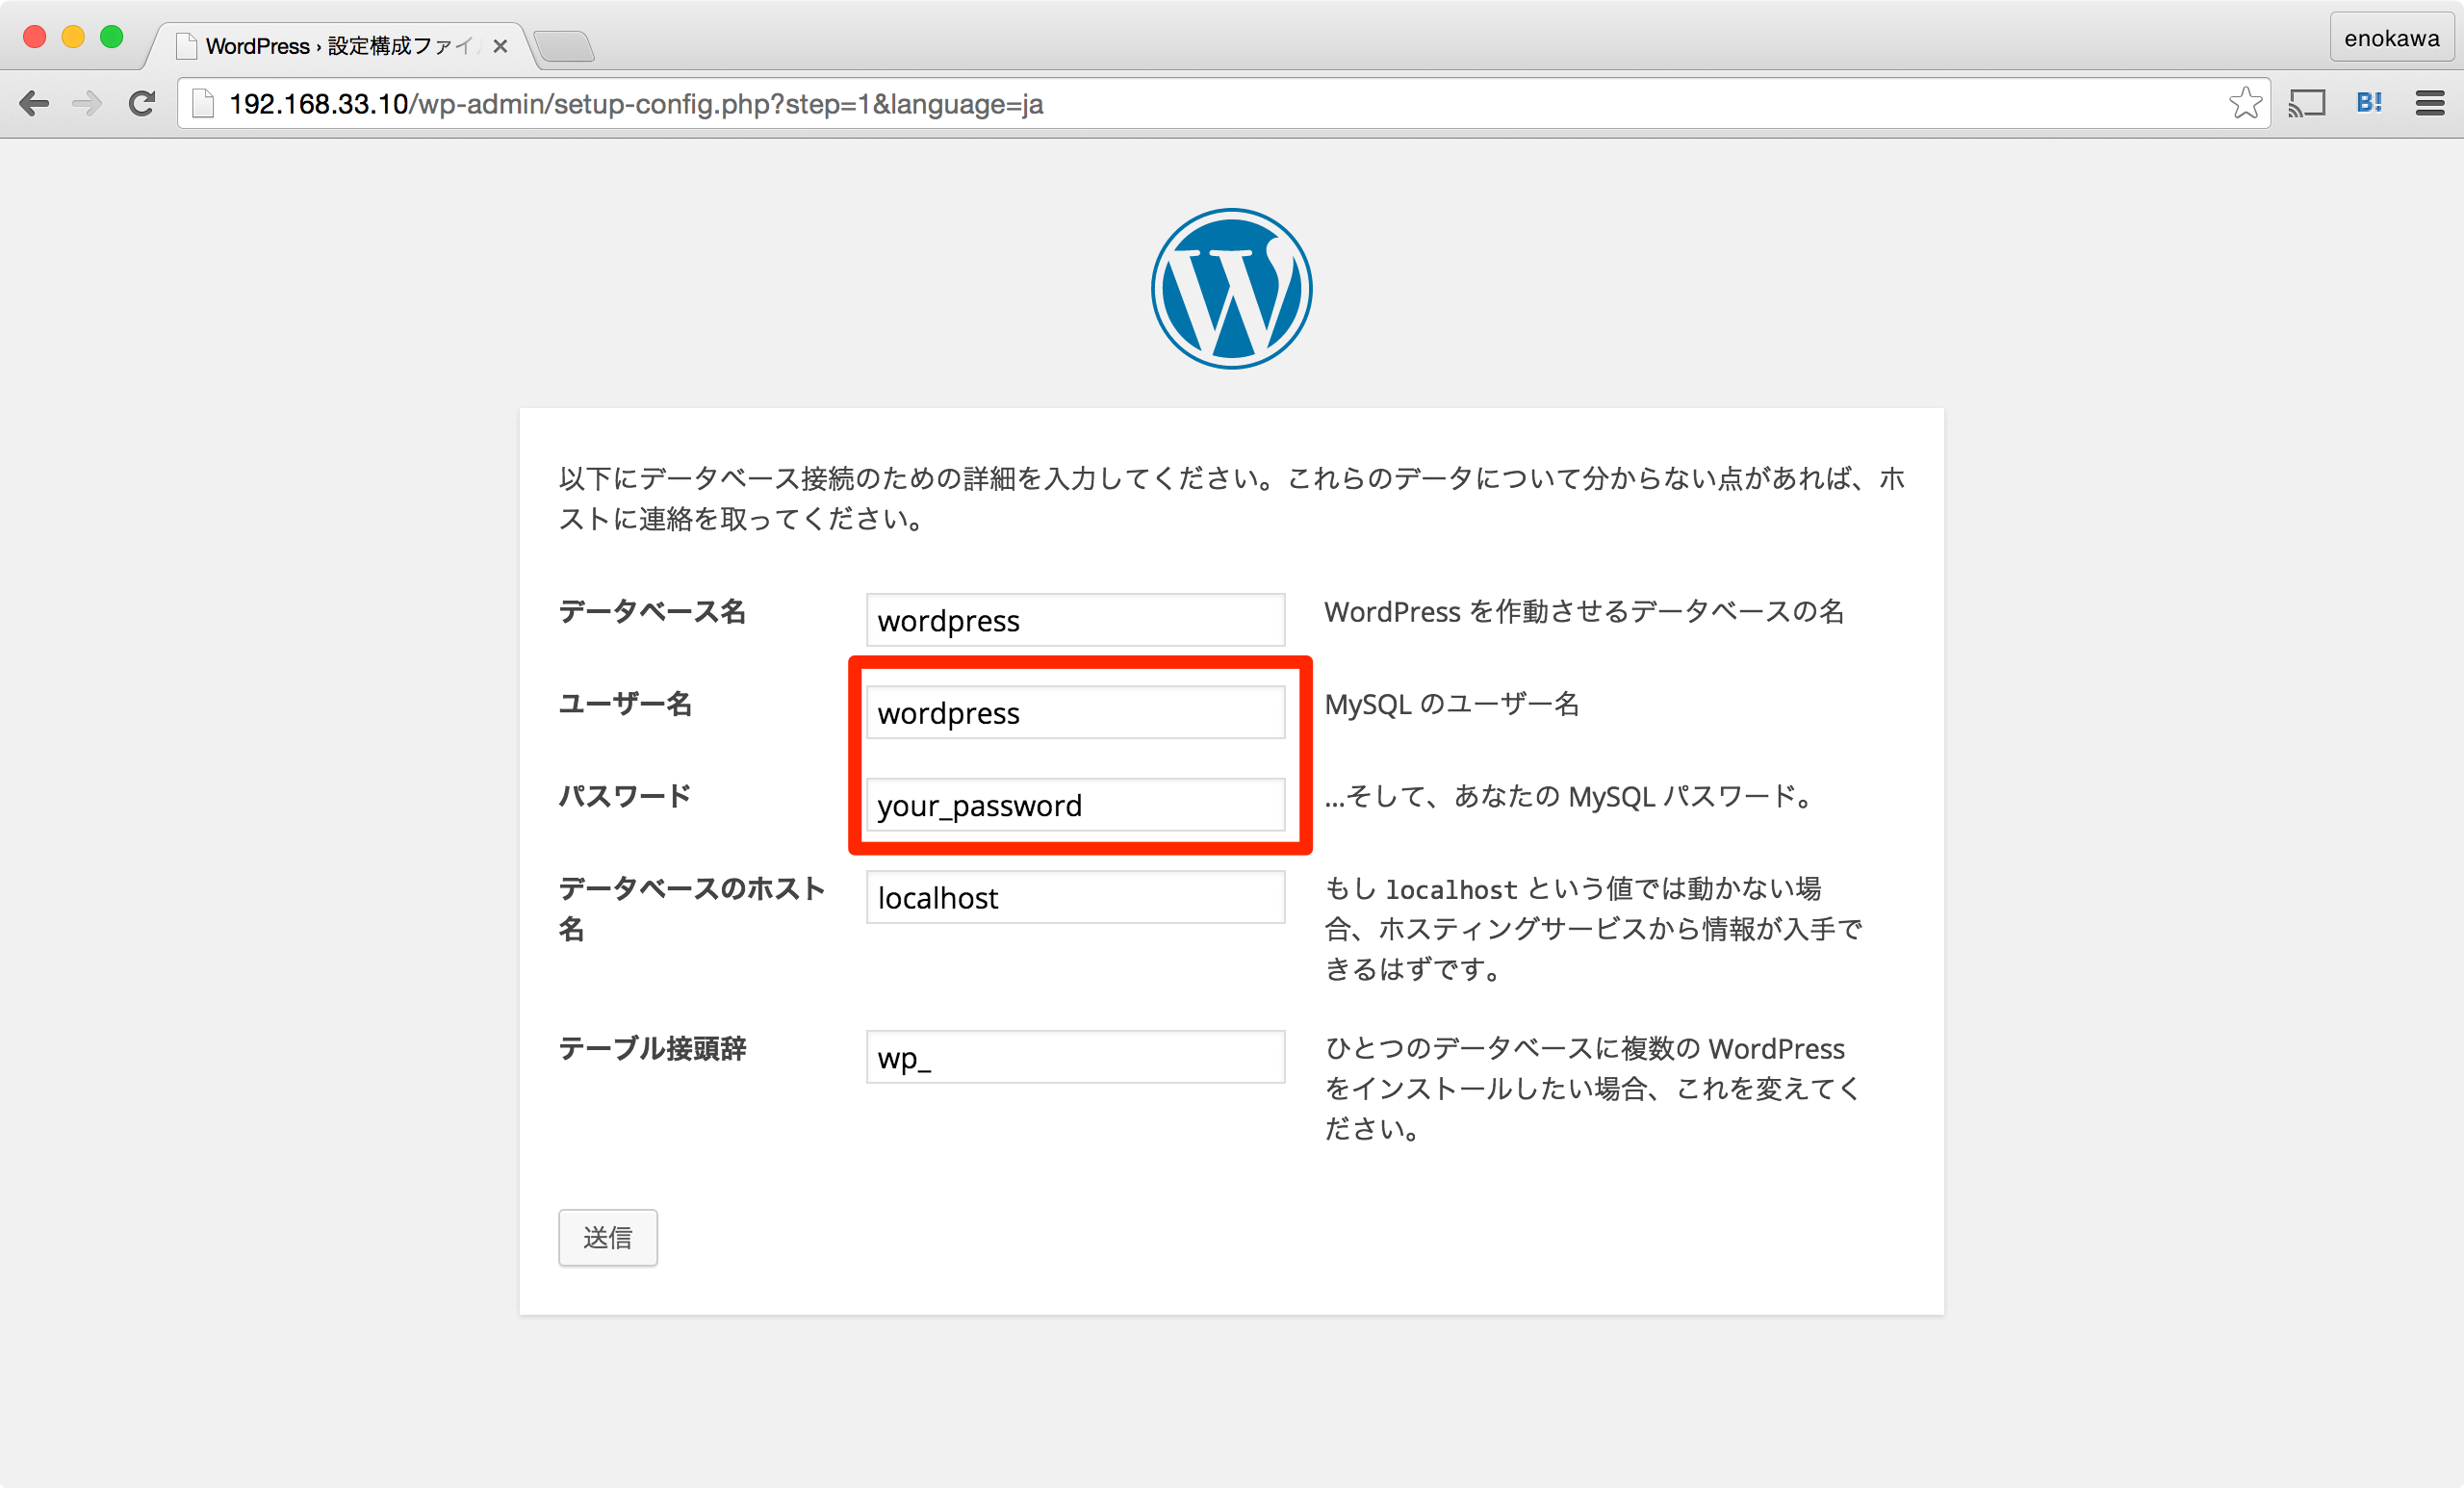 WordPress › 設定構成ファイ
enokawa
192.168.33.10/wp-admin/setup-config.php?step=1&language=ja
B!
以下にデータベース接続のための詳細を入力してください。これらのデータについて分からない点があれば、ホ
ストに連絡を取ってください。
データベース名
wordpress
WordPress を作動させるデータベースの名
ユーザー名
wordpress
MySQL のユーザー名
パスワード
your_password
...そして、あなたの MySQL パスワード。
データベースのホスト
名
localhost
もし localhost という値では動かない場
合、ホスティングサービスから情報が入手で
きるはずです。
テーブル接頭辞
wp_
ひとつのデータベースに複数の WordPress
をインストールしたい場合、これを変えてく
ださい。
送信